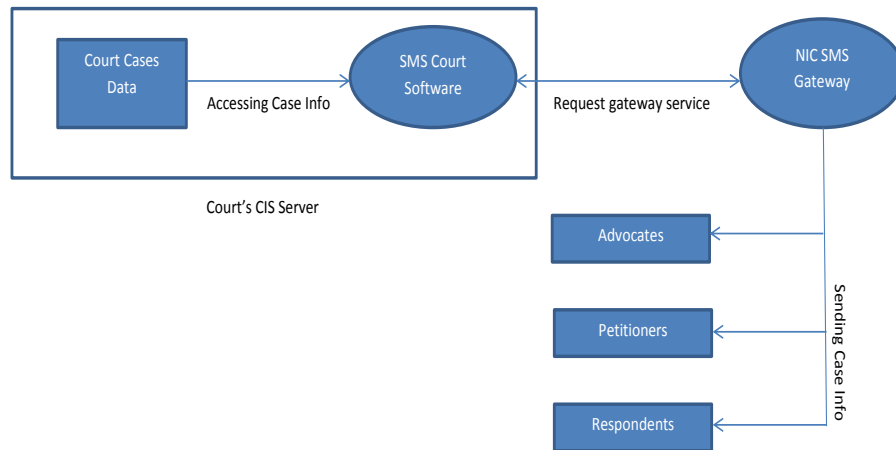 Court Cases
Data
Accessing Case Info
SMS Court
Software
Request gateway service
NIC SMS
Gateway
Court’s CIS Server
Advocates
Petitioners
Respondents
Sending Case Info